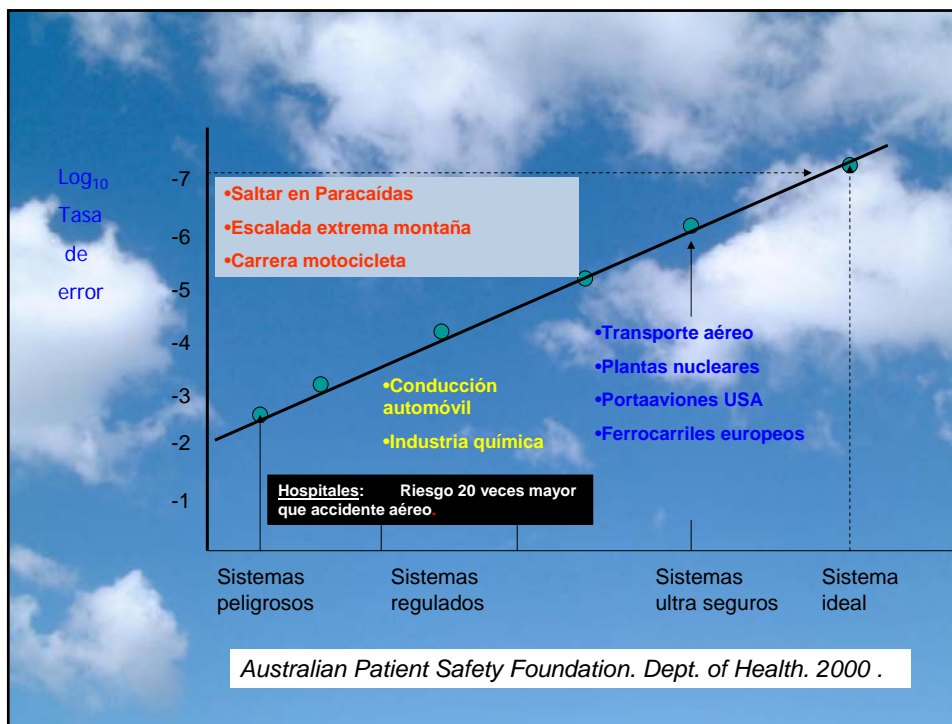 Log₁₀
Tasa
de
error
-7
-6
-5
-4
-3
-2
-1
•Saltar en Paracaídas
•Escalada extrema montaña
•Carrera motocicleta
•Conducción
automóvil
•Industria química
•Transporte aéreo
•Plantas nucleares
•Portaaviones USA
•Ferrocarriles europeos
Hospitales: Riesgo 20 veces mayor
que accidente aéreo.
Sistemas
peligrosos
Sistemas
regulados
Sistemas
ultra seguros
Sistema
ideal
Australian Patient Safety Foundation. Dept. of Health. 2000 .